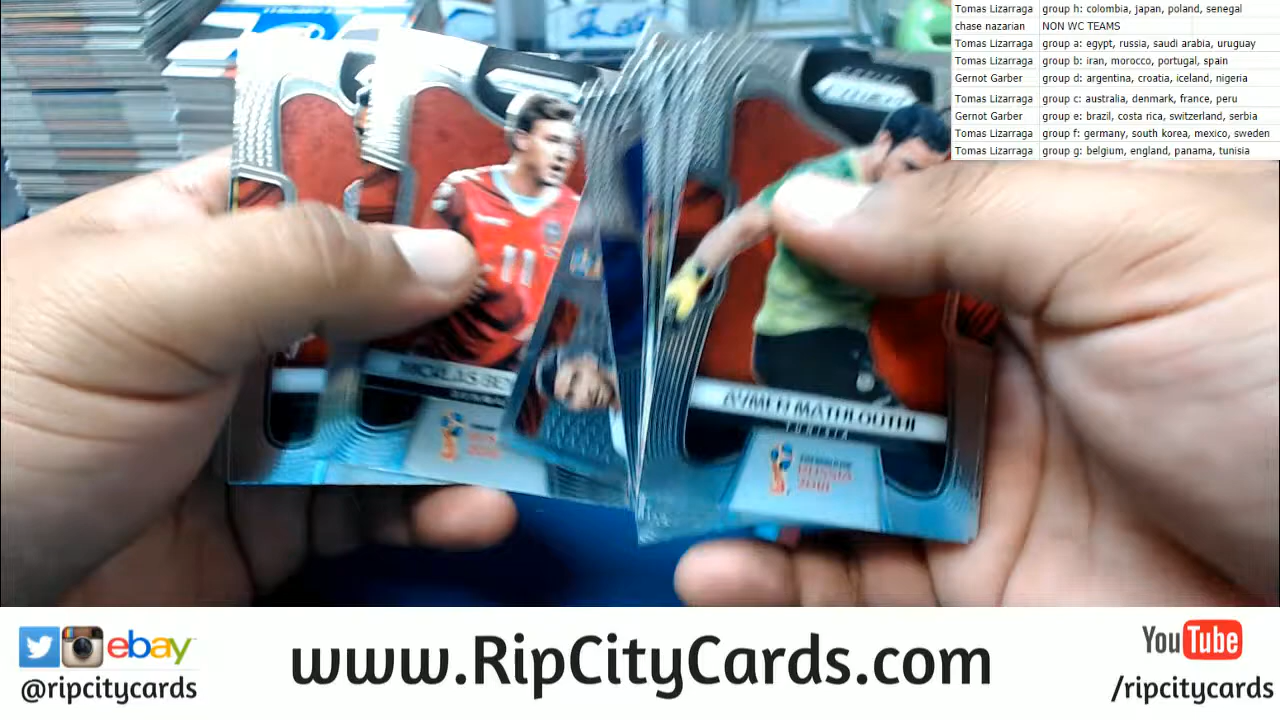 Tomas Lizarraga group h: colombia, japan, poland, senegal
chase nazarian NON WC TEAMS
Tomas Lizarraga group a: egypt, russia, saudi arabia, uruguay
Tomas Lizarraga group b: iran, morocco, portugal, spain
Gernot Garber group d: argentina, croatia, iceland, nigeria
Tomas Lizarraga group c: australia, denmark, france, peru
Gernot Garber group e: brazil, costa rica, switzerland, serbia
Tomas Lizarraga group f: germany, south korea, mexico, sweden
Tomas Lizarraga group g: belgium, england, panama, tunisia
11
AYMEN MATHLOUTHI
RUSSIA
2018
ebay
@ripcitycards
www.RipCityCards.com
YouTube
/ripcitycards